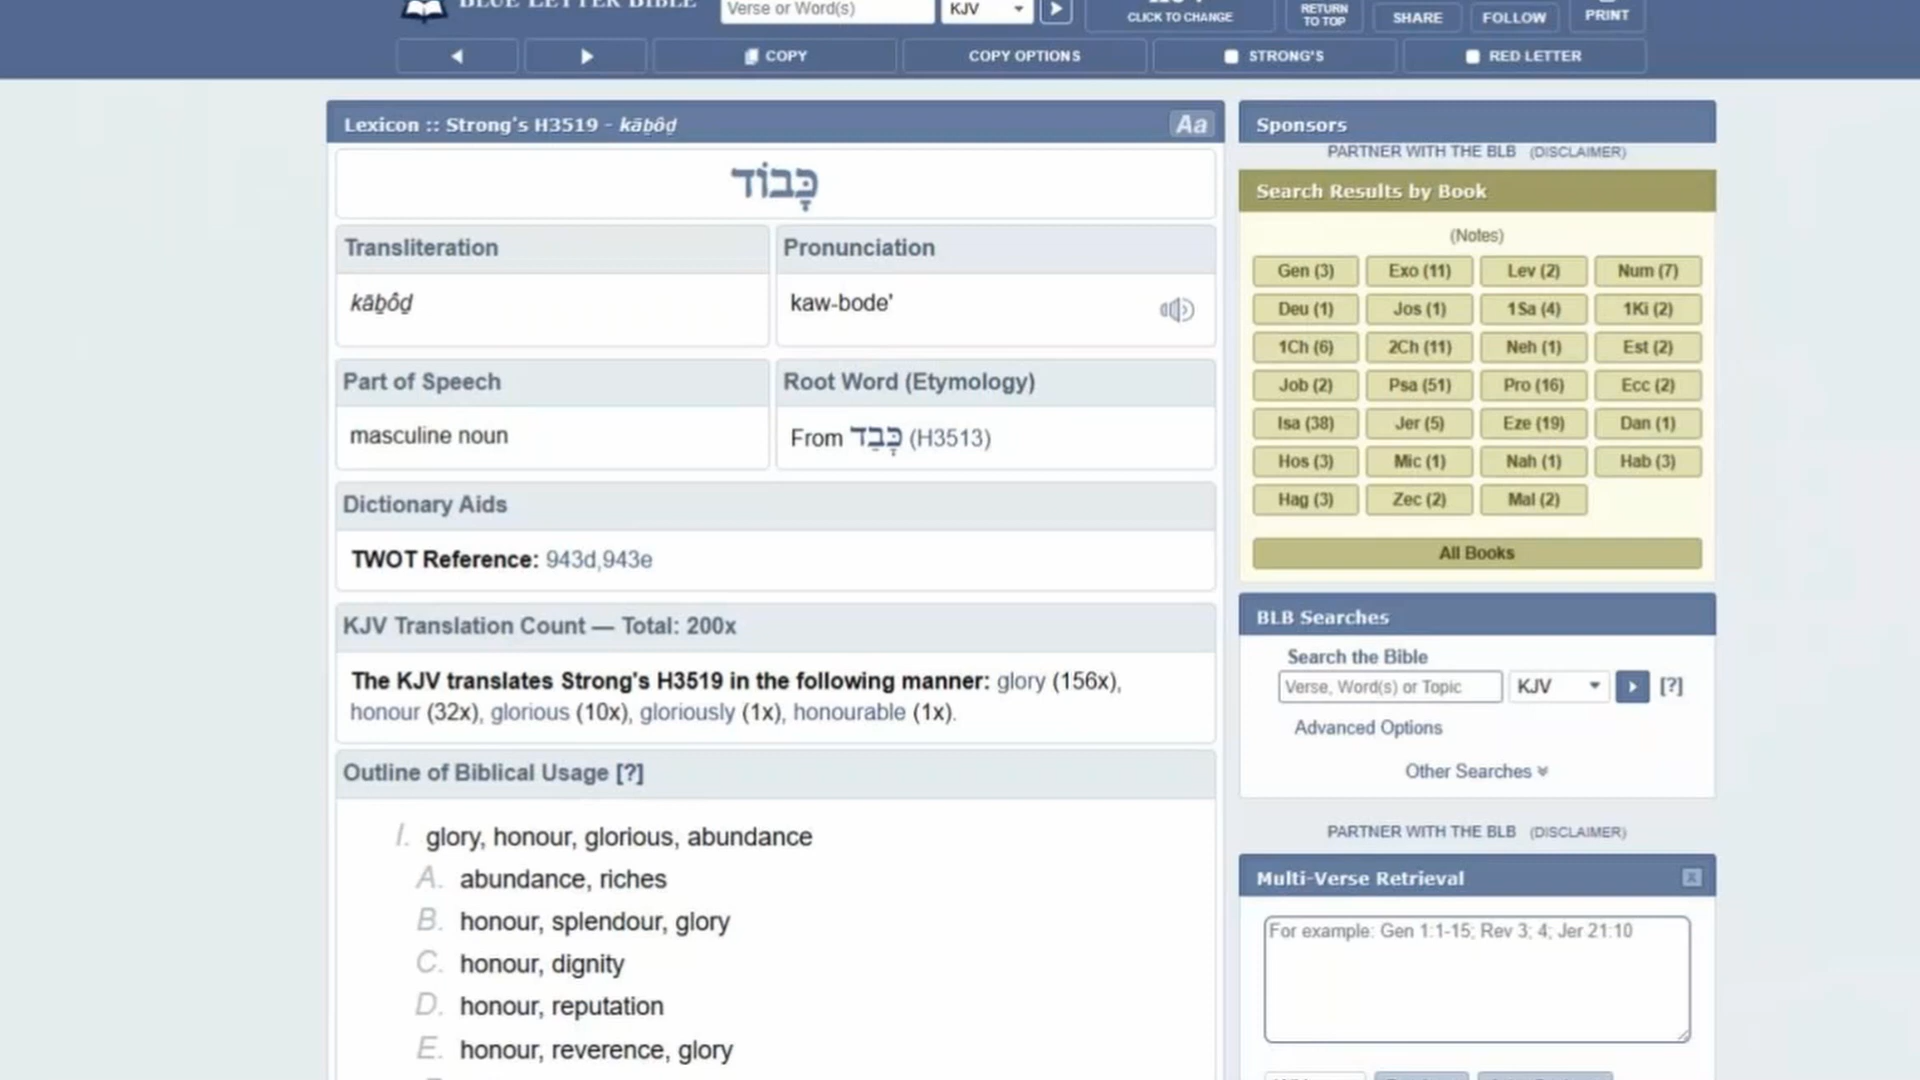 BLUE LETTER BIBLE
Verse or Word(s)
KJV
CLICK TO CHANGE
RETURN
TO TOP
SHARE
FOLLOW
PRINT
COPY
COPY OPTIONS
STRONG'S
RED LETTER
Lexicon :: Strong's H3519 - kāḇôḏ
Aa
כָּבוֹד
Transliteration
kāḇôḏ
Pronunciation
kaw-bode'
Part of Speech
masculine noun
Root Word (Etymology)
From כָּבַד (H3513)
Dictionary Aids
TWOT Reference: 943d,943e
KJV Translation Count — Total: 200x
The KJV translates Strong's H3519 in the following manner: glory (156x),
honour (32x), glorious (10x), gloriously (1x), honourable (1x).
Outline of Biblical Usage [?]
I. glory, honour, glorious, abundance
A. abundance, riches
B. honour, splendour, glory
C. honour, dignity
D. honour, reputation
E. honour, reverence, glory
Sponsors
PARTNER WITH THE BLB (DISCLAIMER)
Search Results by Book
(Notes)
Gen (3) Exo (11) Lev (2) Num (7)
Deu (1) Jos (1) 1Sa (4) 1Ki (2)
1Ch (6) 2Ch (11) Neh (1) Est (2)
Job (2) Psa (51) Pro (16) Ecc (2)
Isa (38) Jer (5) Eze (19) Dan (1)
Hos (3) Mic (1) Nah (1) Hab (3)
Hag (3) Zec (2) Mal (2)
All Books
BLB Searches
Search the Bible
Verse, Word(s) or Topic KJV [?]
Advanced Options
Other Searches
PARTNER WITH THE BLB (DISCLAIMER)
Multi-Verse Retrieval
x
For example: Gen 1:1-15; Rev 3; 4; Jer 21:10